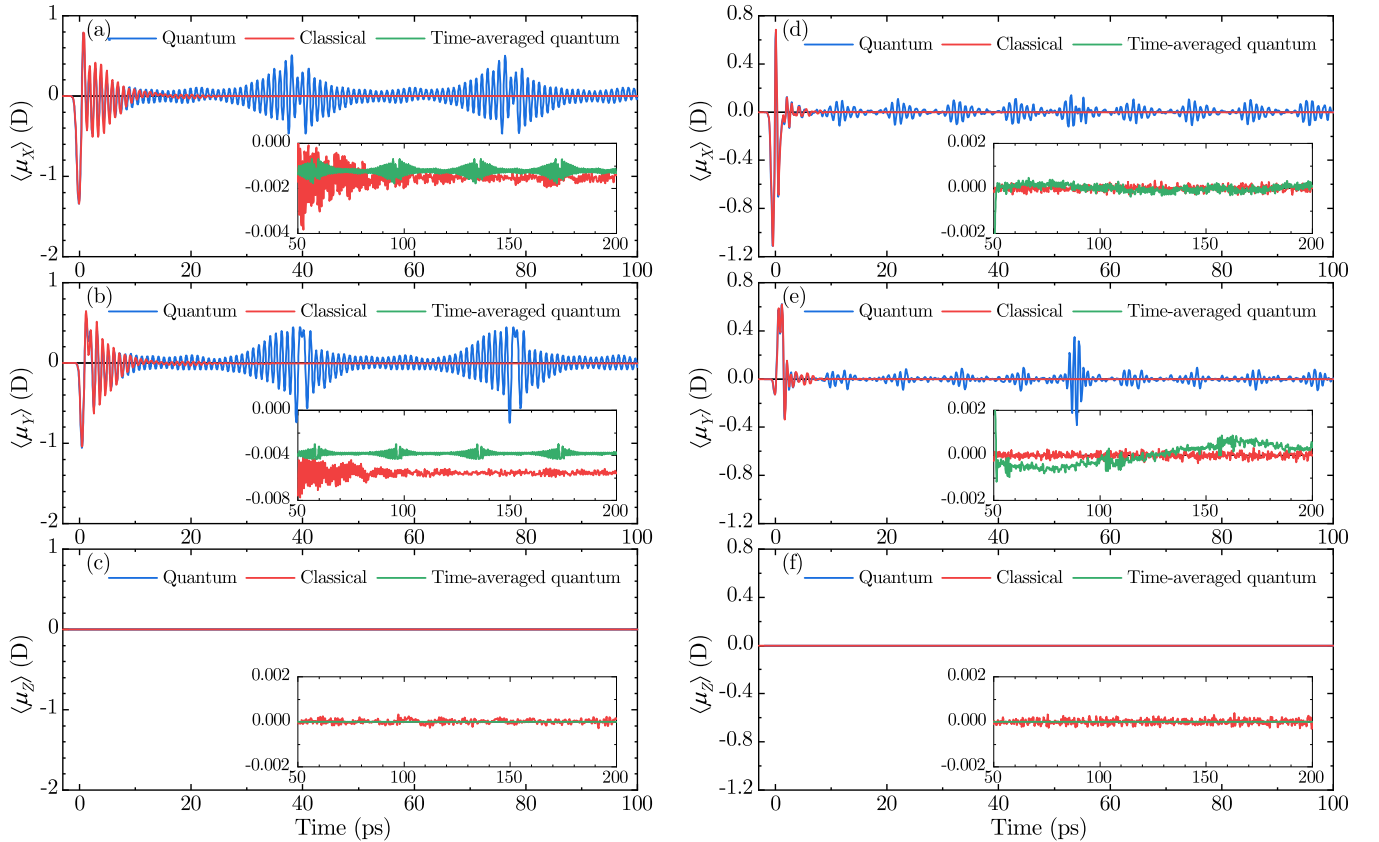 (a)
Quantum Classical Time-averaged quantum
⟨μX⟩ (D)
1
0
-1
-2
0.000
-0.002
-0.004
50 100 150 200
0 20 40 60 80 100
(b)
Quantum Classical Time-averaged quantum
⟨μY⟩ (D)
1
0
-1
-2
0.000
-0.004
-0.008
50 100 150 200
0 20 40 60 80 100
(c)
Quantum Classical Time-averaged quantum
⟨μZ⟩ (D)
1
0
-1
-2
0.002
0.000
-0.002
50 100 150 200
0 20 40 60 80 100
Time (ps)
(d)
Quantum Classical Time-averaged quantum
⟨μX⟩ (D)
0.8
0.4
0.0
-0.4
-0.8
-1.2
0.002
0.000
-0.002
50 100 150 200
0 20 40 60 80 100
(e)
Quantum Classical Time-averaged quantum
⟨μY⟩ (D)
0.8
0.4
0.0
-0.4
-0.8
-1.2
0.002
0.000
-0.002
50 100 150 200
0 20 40 60 80 100
(f)
Quantum Classical Time-averaged quantum
⟨μZ⟩ (D)
0.8
0.4
0.0
-0.4
-0.8
-1.2
0.002
0.000
-0.002
50 100 150 200
0 20 40 60 80 100
Time (ps)